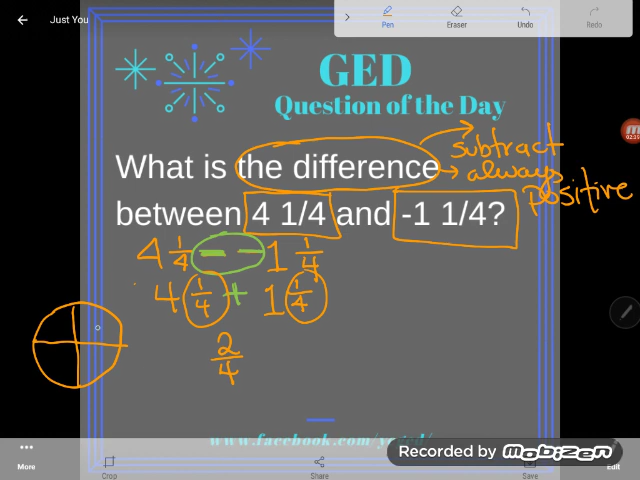 Just You
Pen
Eraser
Undo
Redo
GED
Question of the Day
What is the difference
between 4 1/4 and -1 1/4?
subtract
always
positive
4 1/4 - - 1 1/4
4 1/4 + 1 1/4
2/4
More
Crop
Share
Save
Edit
Recorded by Mobizen